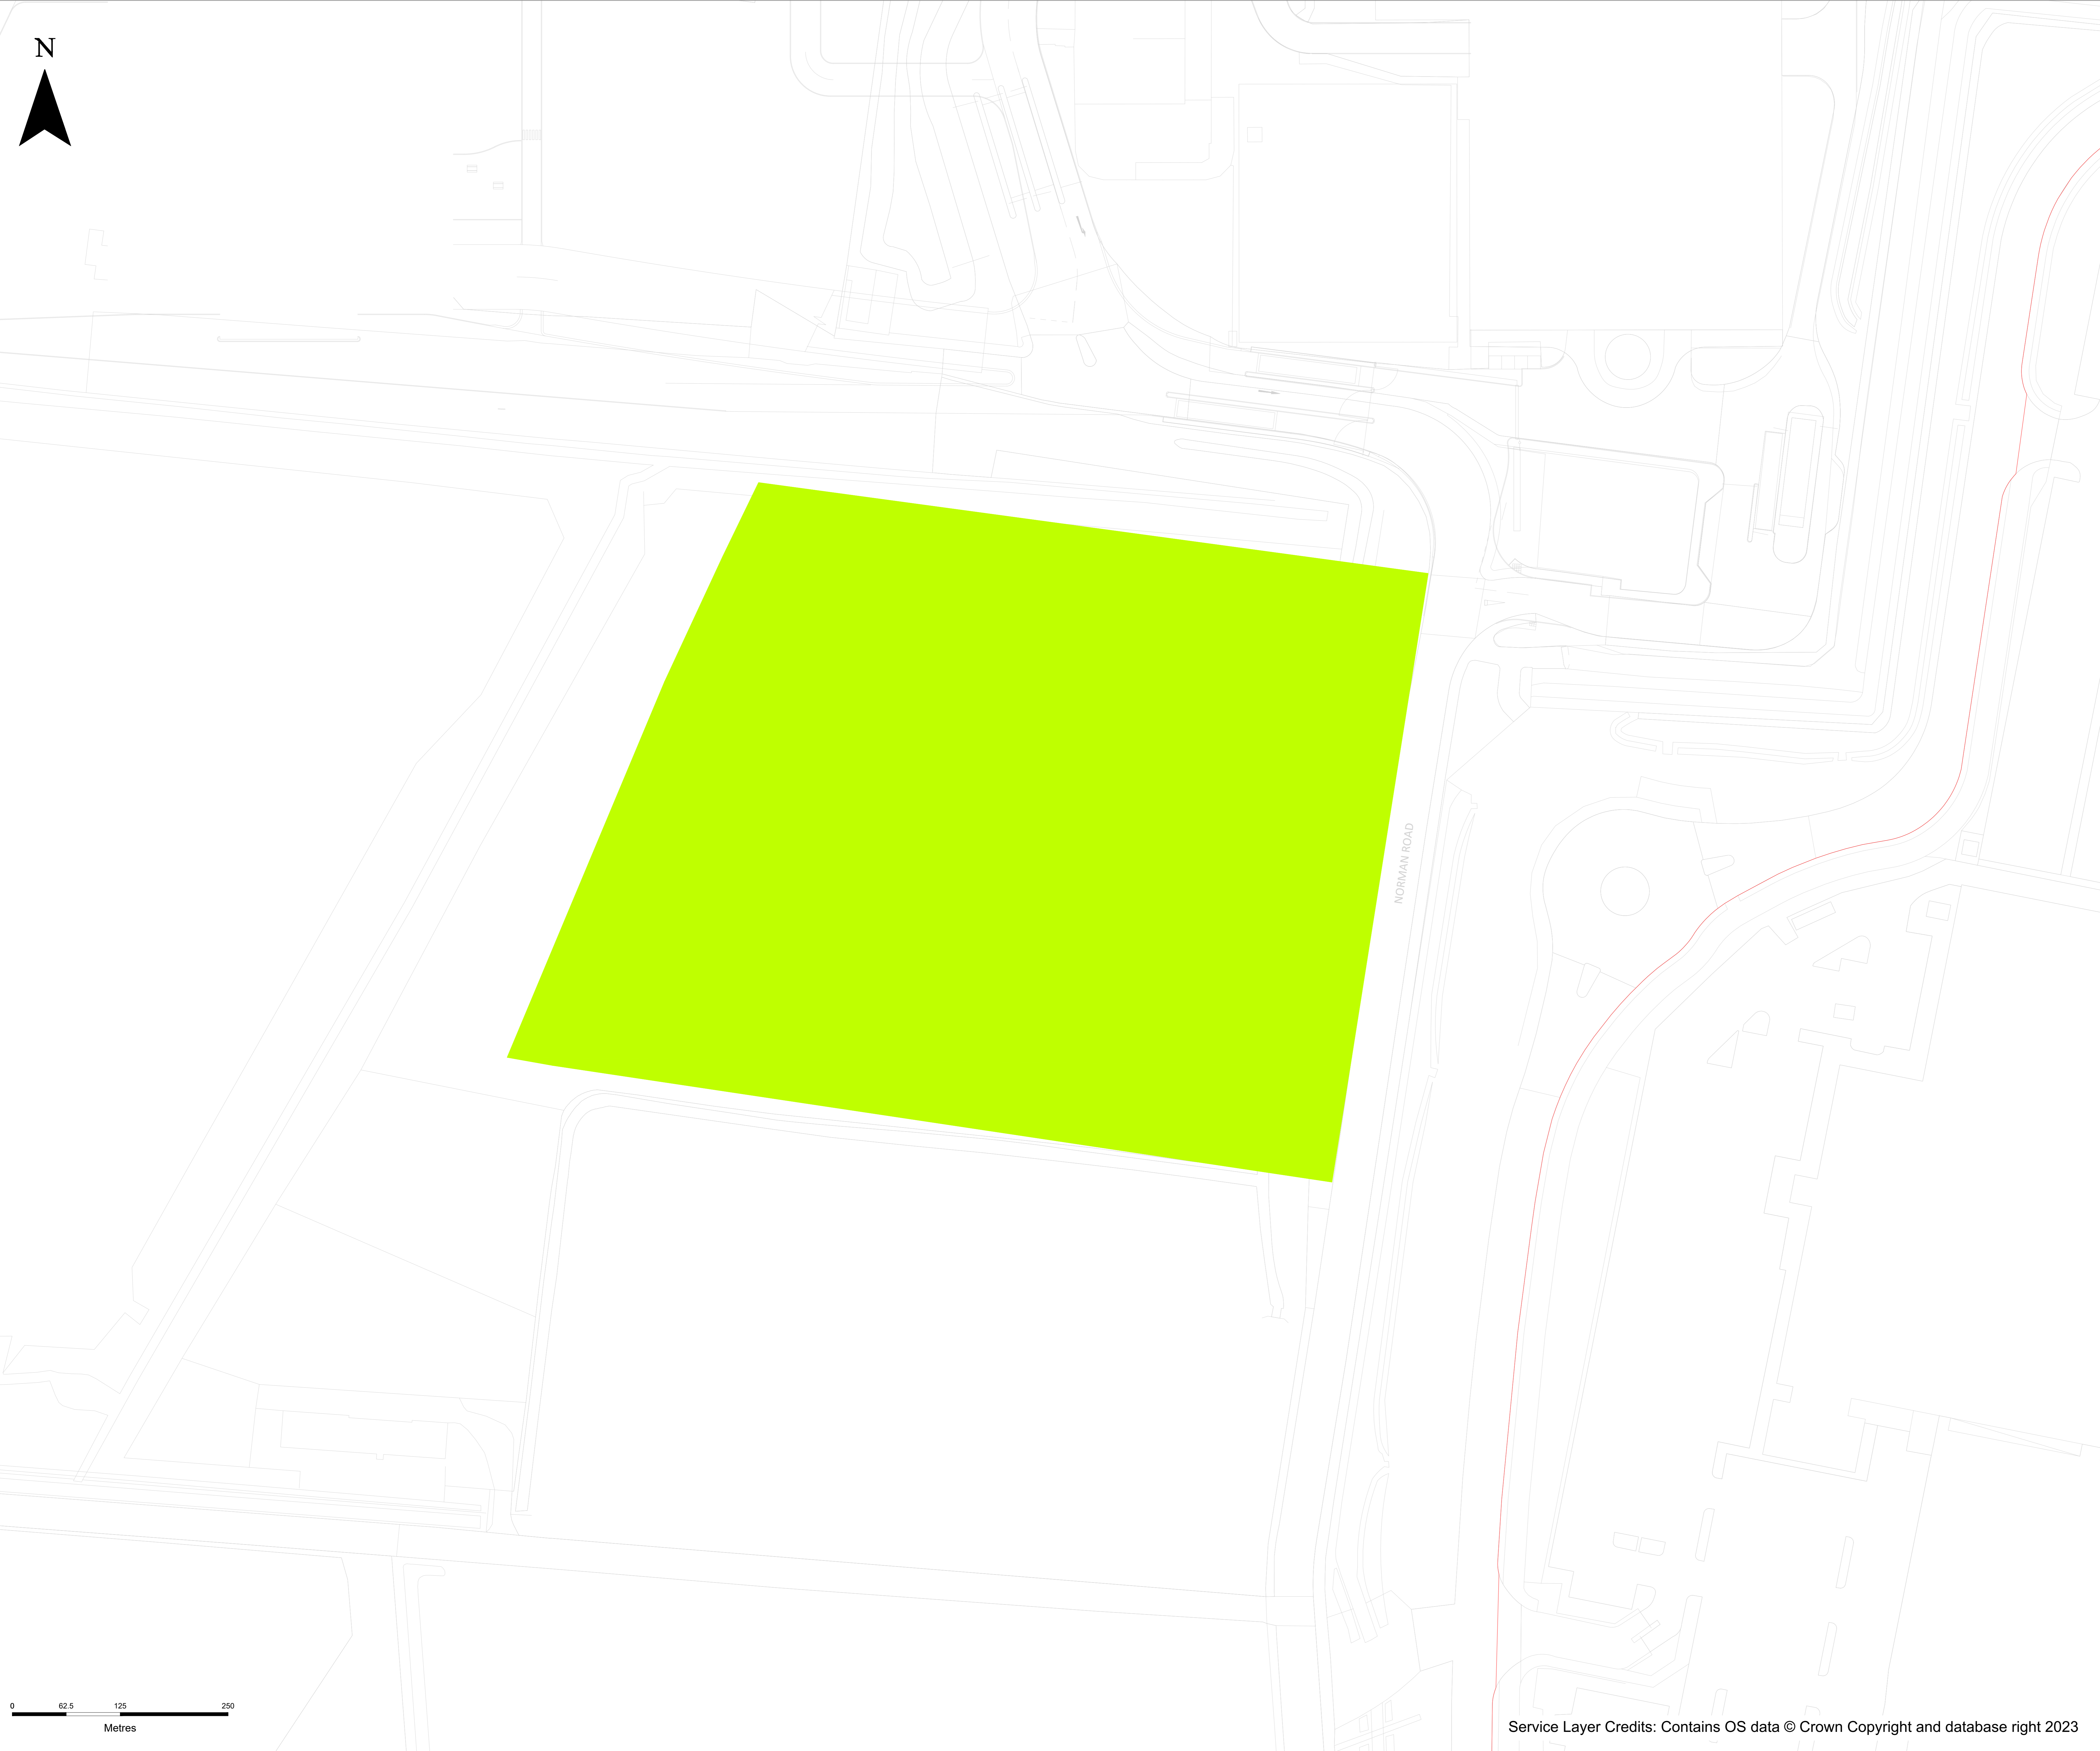 N
NORMAN ROAD
0 62.5 125 250
Metres
Service Layer Credits: Contains OS data © Crown Copyright and database right 2023